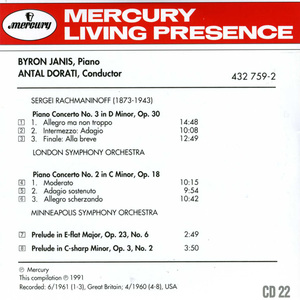 MERCURY
LIVING PRESENCE
mercury
BYRON JANIS, Piano
ANTAL DORATI, Conductor
432 759-2
SERGEI RACHMANINOFF (1873-1943)
Piano Concerto No. 3 in D Minor, Op. 30
1 1. Allegro ma non troppo 14:48
2 2. Intermezzo: Adagio 10:08
3 3. Finale: Alla breve 12:49
LONDON SYMPHONY ORCHESTRA
Piano Concerto No. 2 in C Minor, Op. 18
4 1. Moderato 10:15
5 2. Adagio sostenuto 9:54
6 3. Allegro scherzando 10:42
MINNEAPOLIS SYMPHONY ORCHESTRA
7 Prelude in E-flat Major, Op. 23, No. 6 2:49
8 Prelude in C-sharp Minor, Op. 3, No. 2 3:50
Ⓟ Mercury
This compilation ℗ 1991
Recorded: 6/1961 (1-3), Great Britain; 4/1960 (4-8), USA
CD 22